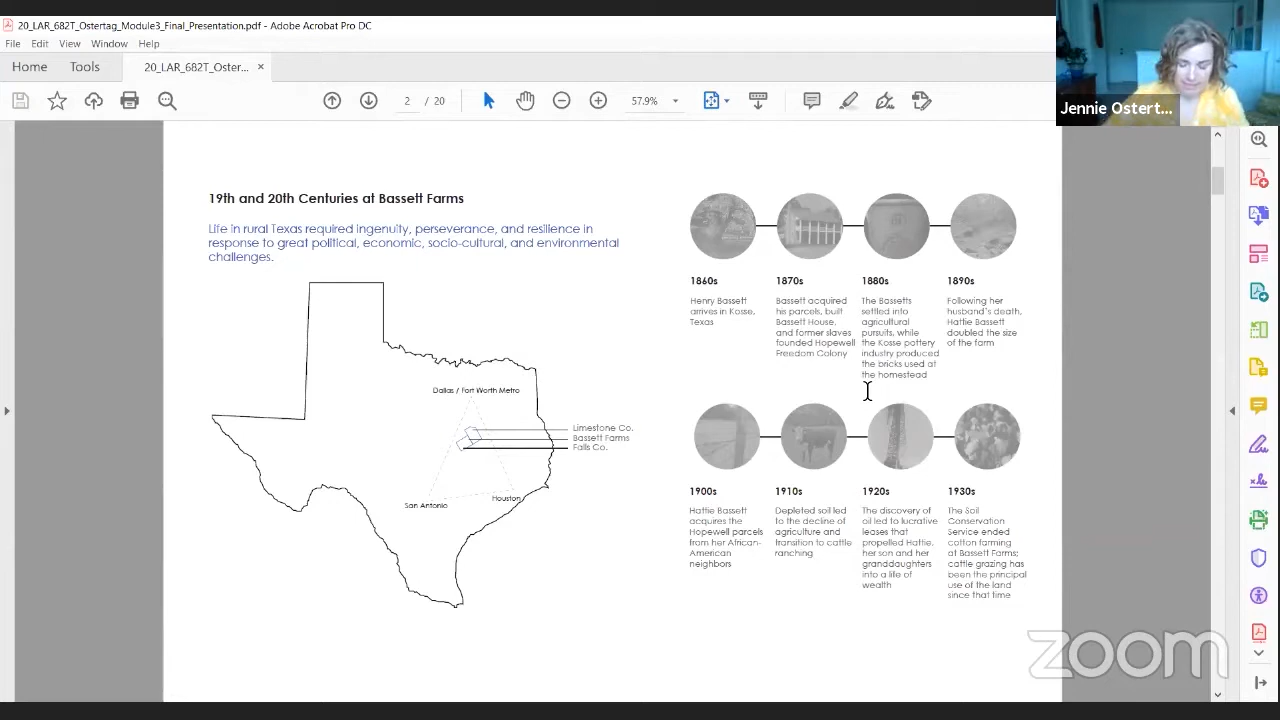 20_LAR_682T_Ostertag_Module3_Final_Presentation.pdf - Adobe Acrobat Pro DC
File Edit View Window Help
Home Tools 20_LAR_682T_Oster... ×
2 / 20 57.9%
Jennie Ostert...
19th and 20th Centuries at Bassett Farms
Life in rural Texas required ingenuity, perseverance, and resilience in
response to great political, economic, socio-cultural, and environmental
challenges.
Dallas / Fort Worth Metro
Limestone Co.
Bassett Farms
Falls Co.
San Antonio
Houston
1860s
Henry Bassett
arrives in Kosse,
Texas
1870s
Bassett acquired
his parcels, built
Bassett House,
and former slaves
founded Hopewell
Freedom Colony
1880s
The Bassetts
settled into
agricultural
pursuits, while
the Kosse pottery
industry produced
the bricks used at
the homestead
1890s
Following her
husband's death,
Hattie Bassett
doubled the size
of the farm
1900s
Hattie Bassett
acquires the
Hopewell parcels
from her African-
American
neighbors
1910s
Depleted soil led
to the decline of
agriculture and
transition to cattle
ranching
1920s
The discovery of
oil led to lucrative
leases that
propelled Hattie,
her son and her
granddaughters
into a life of
wealth
1930s
The Soil
Conservation
Service ended
cotton farming
at Bassett Farms;
cattle grazing has
been the principal
use of the land
since that time
zoom